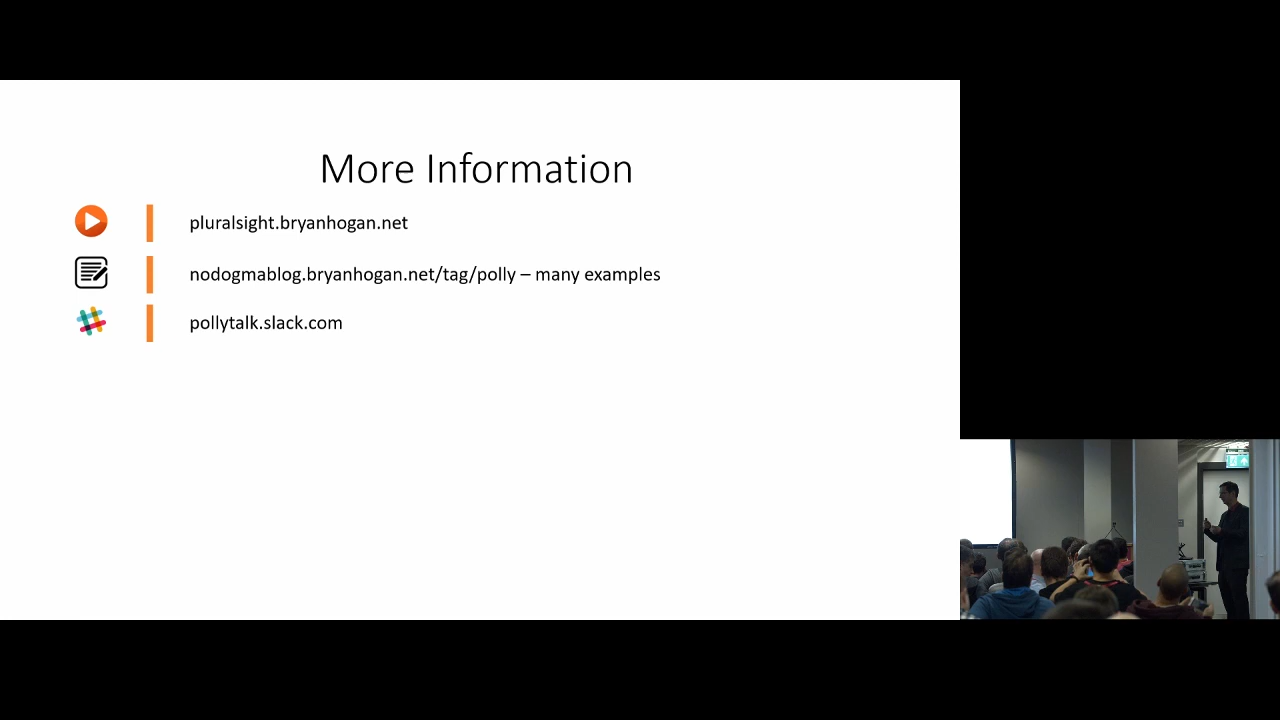 More Information
pluralsight.bryanhogan.net
nodogmablog.bryanhogan.net/tag/polly – many examples
pollytalk.slack.com